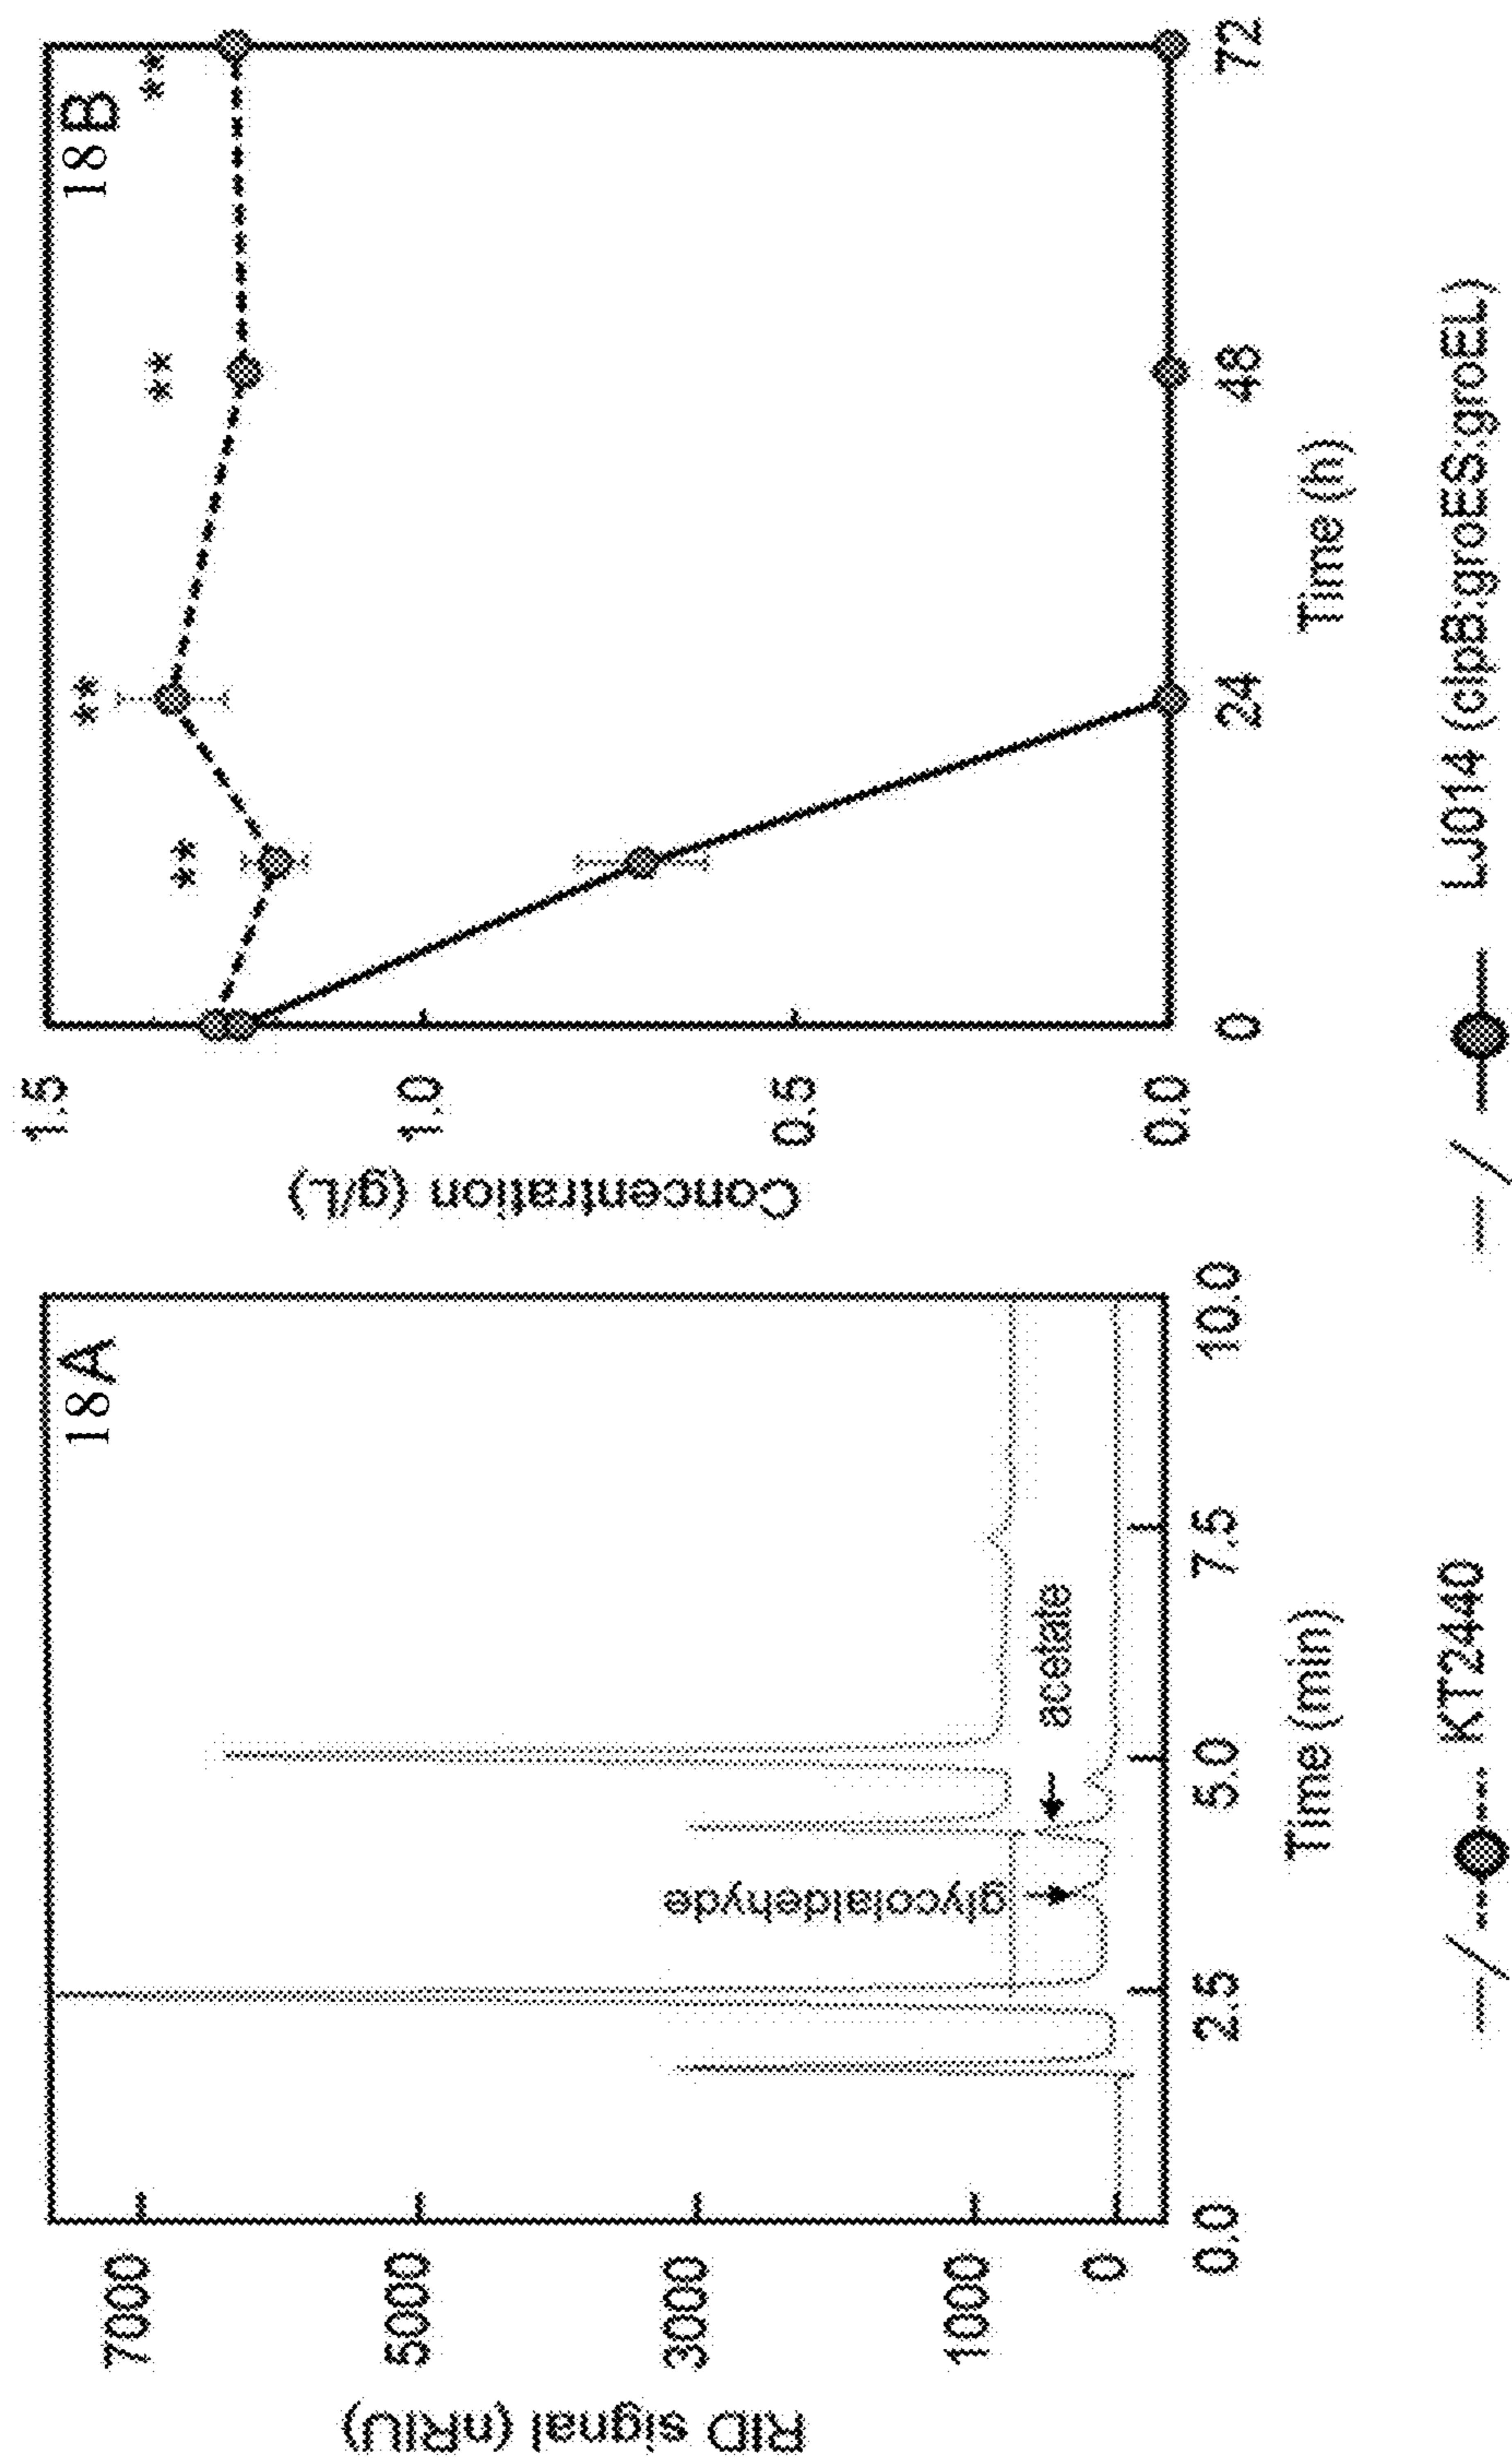 18A
RID signal (nRIU)
7000
5000
3000
1000
0
glycolaldehyde
acetate
0.0
2.5
5.0
7.5
10.0
Time (min)
18B
Concentration (g/L)
1.5
1.0
0.5
0.0
**
**
**
**
0
24
48
72
Time (h)
KT2440
LJ014 (clpB:groES:groEL)